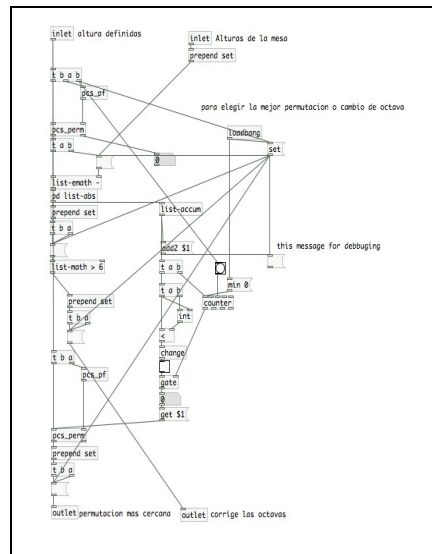 inlet altura definidas
inlet Alturas de la mesa
prepend set
t b a b
pcs_pf
para elegir la mejor permutacion o cambio de octava
pcs_perm
loadbang
t a b
set
0
list-emath -
pd list-abs
prepend set
list-accum
t b a
add2 $1
this message for debbuging
list-math > 6
t a b
min 0
prepend set
t a b
counter
t b a
int
<
t b a
change
pcs_pf
gate
0
get $1
pcs_perm
prepend set
t b a
outlet permutacion mas cercana
outlet corrige las octavas